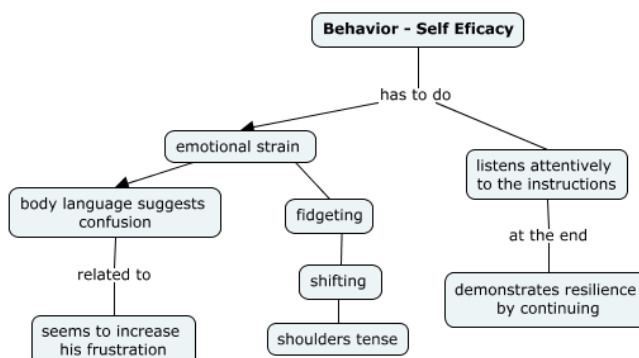 Behavior - Self Eficacy
has to do
emotional strain
listens attentively
to the instructions
body language suggests
confusion
fidgeting
at the end
related to
shifting
demonstrates resilience
by continuing
seems to increase
his frustration
shoulders tense